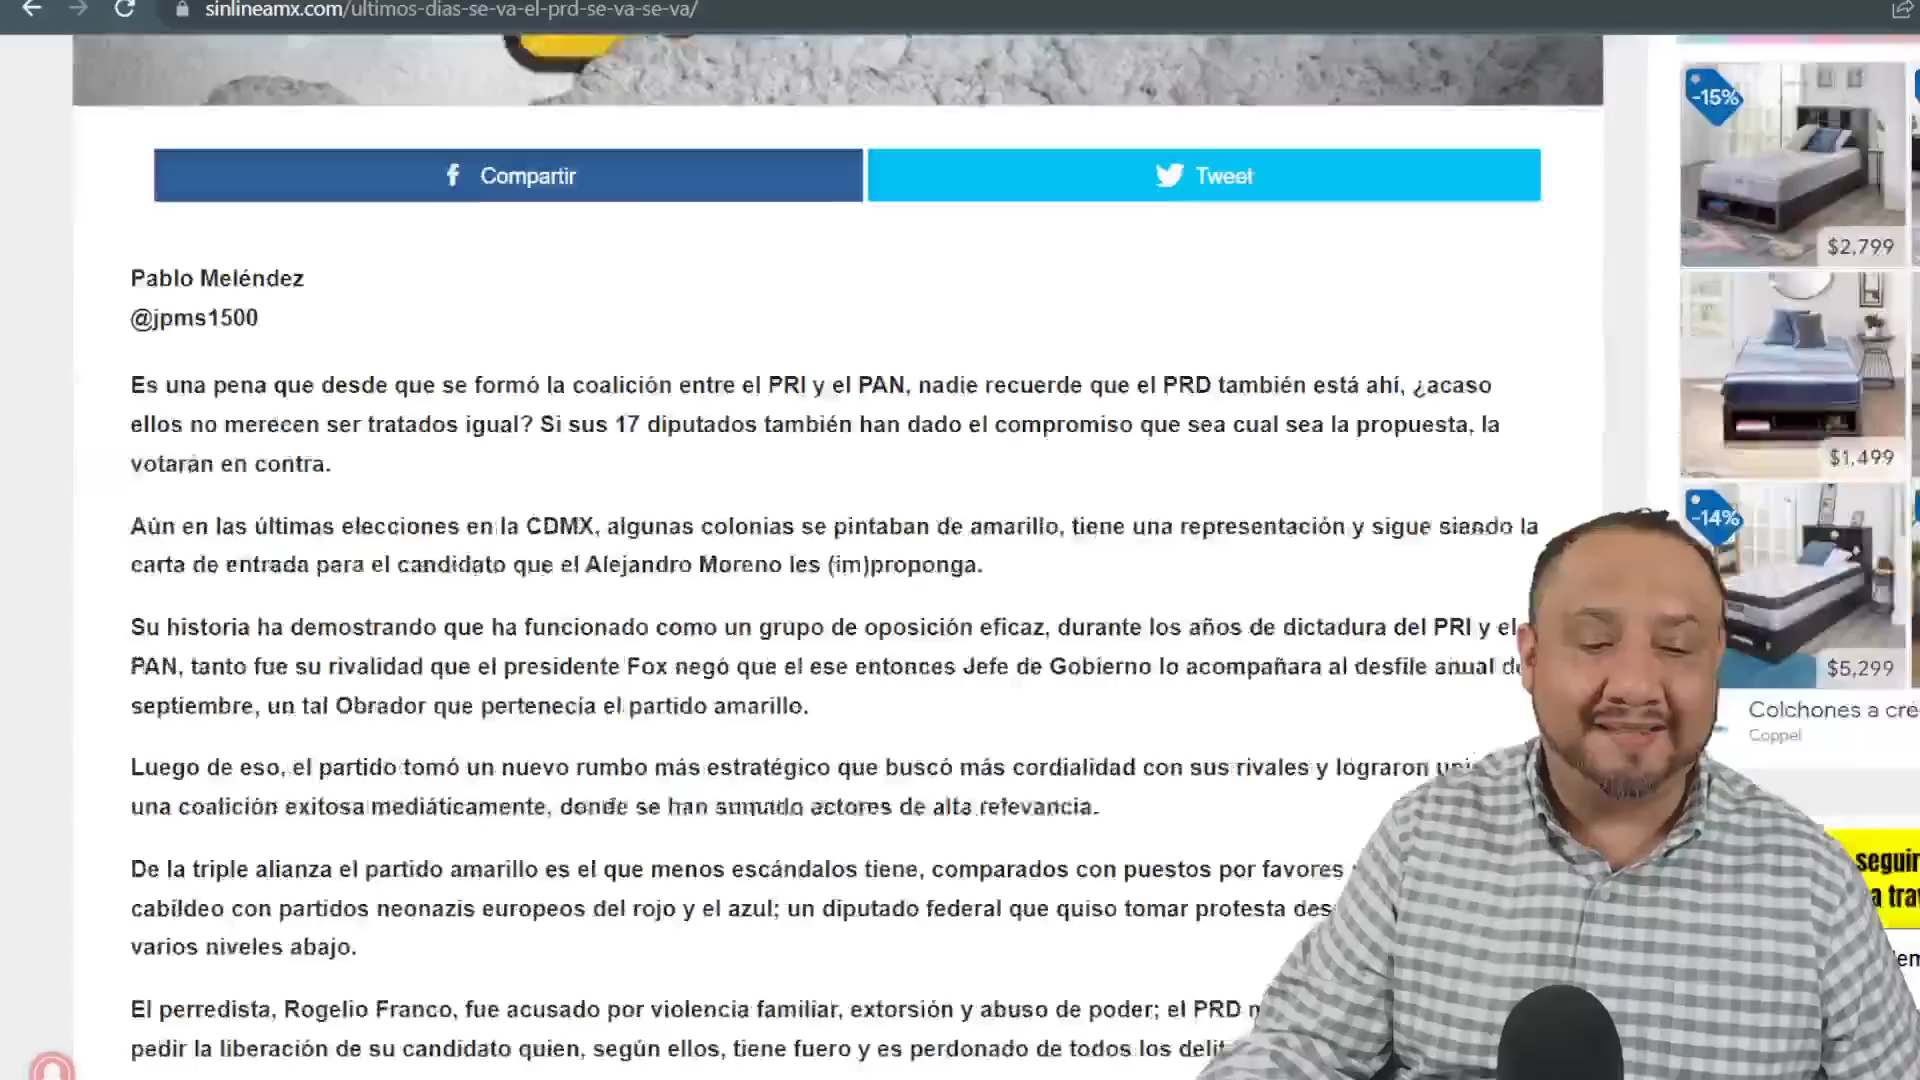 sinlineamx.com/ultimos-dias-se-va-el-prd-se-va-se-va/
Compartir
Tweet
Pablo Meléndez
@jpms1500
Es una pena que desde que se formó la coalición entre el PRI y el PAN, nadie recuerde que el PRD también está ahí, ¿acaso
ellos no merecen ser tratados igual? Si sus 17 diputados también han dado el compromiso que sea cual sea la propuesta, la
votarán en contra.
Aún en las últimas elecciones en la CDMX, algunas colonias se pintaban de amarillo, tiene una representación y sigue siendo la
carta de entrada para el candidato que el Alejandro Moreno les (im)proponga.
Su historia ha demostrando que ha funcionado como un grupo de oposición eficaz, durante los años de dictadura del PRI y el
PAN, tanto fue su rivalidad que el presidente Fox negó que el ese entonces Jefe de Gobierno lo acompañara al desfile anual
septiembre, un tal Obrador que pertenecía el partido amarillo.
Luego de eso, el partido tomó un nuevo rumbo más estratégico que buscó más cordialidad con sus rivales y lograron
una coalición exitosa mediáticamente, donde se han sumado actores de alta relevancia.
De la triple alianza el partido amarillo es el que menos escándalos tiene, comparados con puestos por favores
cabildeo con partidos neonazis europeos del rojo y el azul; un diputado federal que quiso tomar protesta
varios niveles abajo.
El perredista, Rogelio Franco, fue acusado por violencia familiar, extorsión y abuso de poder; el PRD
pedir la liberación de su candidato quien, según ellos, tiene fuero y es perdonado de todos los
-15%
$2,799
$1,499
-14%
$5,299
Colchones a cré
Coppel
seguir
a tra